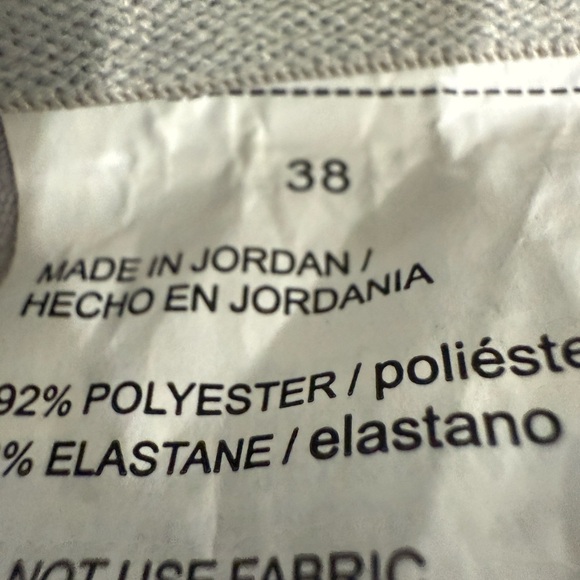 38
MADE IN JORDAN /
HECHO EN JORDANIA
92% POLYESTER / poliéste
% ELASTANE / elastano
NOT USE FABRIC